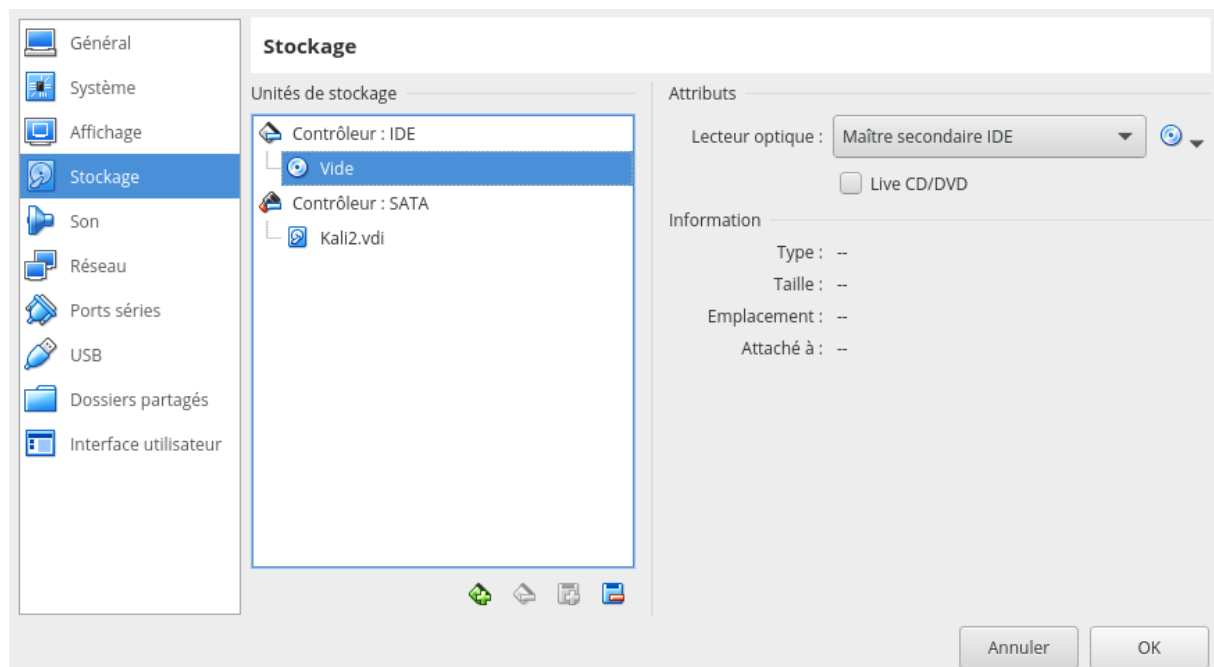 Général
Système
Affichage
Stockage
Son
Réseau
Ports séries
USB
Dossiers partagés
Interface utilisateur
Stockage
Unités de stockage
Contrôleur : IDE
Vide
Contrôleur : SATA
Kali2.vdi
Attributs
Lecteur optique : Maître secondaire IDE
Live CD/DVD
Information
Type : --
Taille : --
Emplacement : --
Attaché à : --
Annuler OK